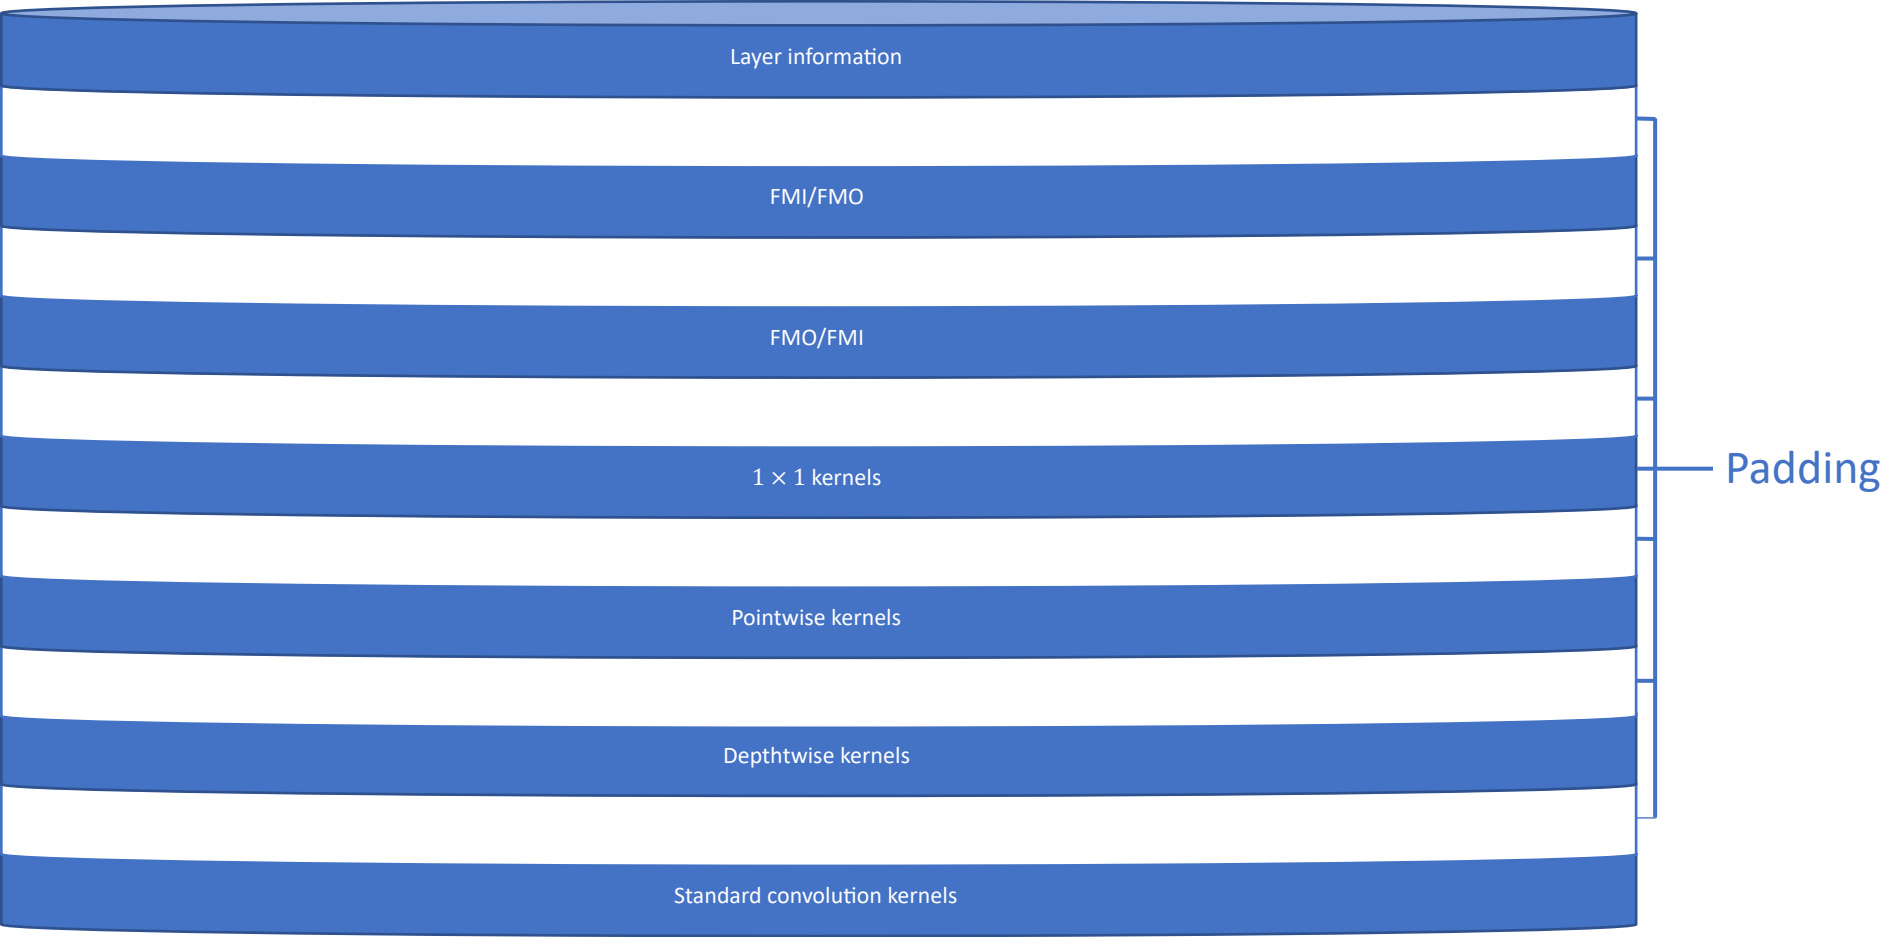 Layer information
FMI/FMO
FMO/FMI
1 × 1 kernels
Padding
Pointwise kernels
Depthtwise kernels
Standard convolution kernels